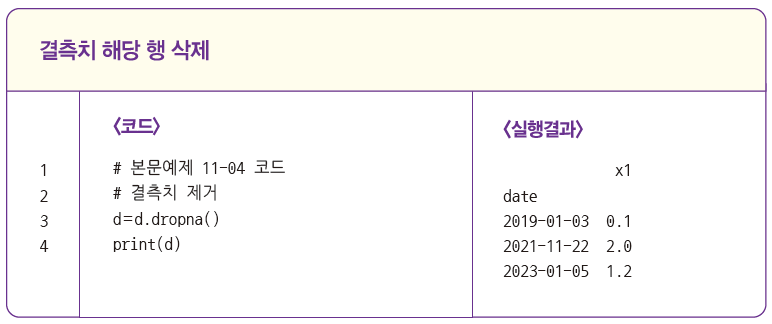 결측치 해당 행 삭제
<코드>
1 # 본문예제 11-04 코드
2 # 결측치 제거
3 d=d.dropna()
4 print(d)
<실행결과>
x1
date
2019-01-03 0.1
2021-11-22 2.0
2023-01-05 1.2